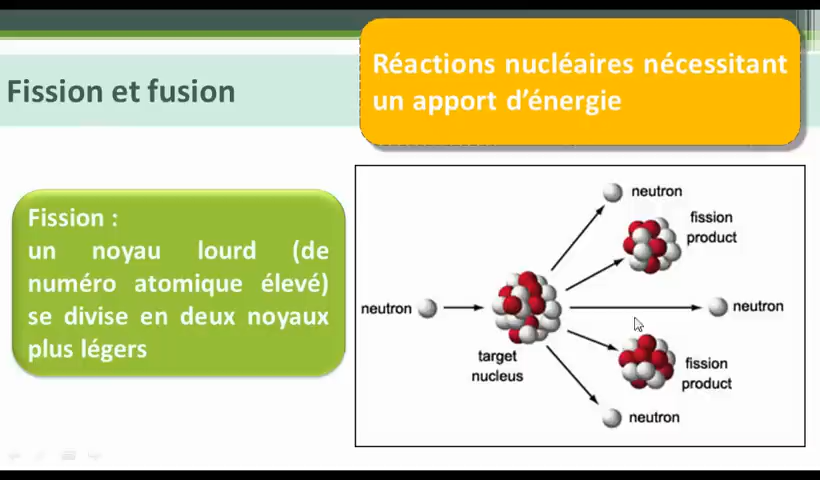 Fission et fusion
Réactions nucléaires nécessitant
un apport d’énergie
Fission :
un noyau lourd (de
numéro atomique élevé)
se divise en deux noyaux
plus légers
neutron
fission
product
neutron
neutron
target
nucleus
fission
product
neutron